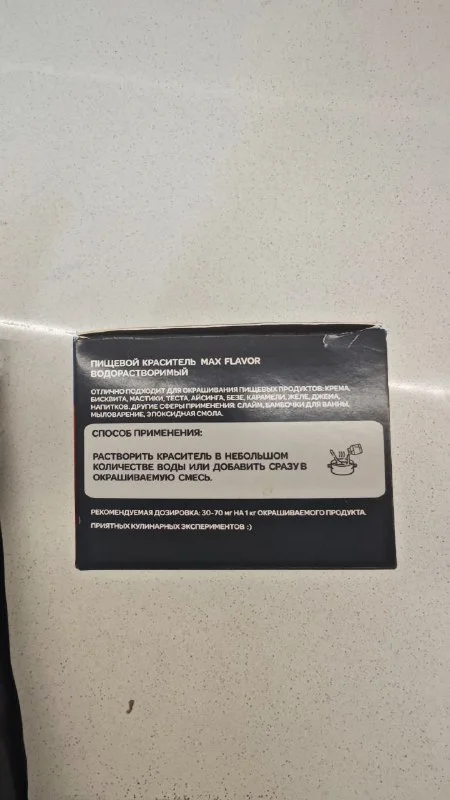 ПИЩЕВОЙ КРАСИТЕЛЬ MAX FLAVOR
ВОДОРАСТВОРИМЫЙ
ОТЛИЧНО ПОДХОДИТ ДЛЯ ОКРАШИВАНИЯ ПИЩЕВЫХ ПРОДУКТОВ: КРЕМА,
БИСКВИТА, МАСТИКИ, ТЕСТА, АЙСИНГА, БЕЗЕ, КАРАМЕЛИ, ЖЕЛЕ, ДЖЕМА,
НАПИТКОВ. ДРУГИЕ СФЕРЫ ПРИМЕНЕНИЯ: СЛАЙМ, БАМБОЧКИ ДЛЯ ВАННЫ,
МЫЛОВАРЕНИЕ, ЭПОКСИДНАЯ СМОЛА.
СПОСОБ ПРИМЕНЕНИЯ:
РАСТВОРИТЬ КРАСИТЕЛЬ В НЕБОЛЬШОМ
КОЛИЧЕСТВЕ ВОДЫ ИЛИ ДОБАВИТЬ СРАЗУ В
ОКРАШИВАЕМУЮ СМЕСЬ.
РЕКОМЕНДУЕМАЯ ДОЗИРОВКА: 30-70 мг НА 1 кг ОКРАШИВАЕМОГО ПРОДУКТА.
ПРИЯТНЫХ КУЛИНАРНЫХ ЭКСПЕРИМЕНТОВ :)